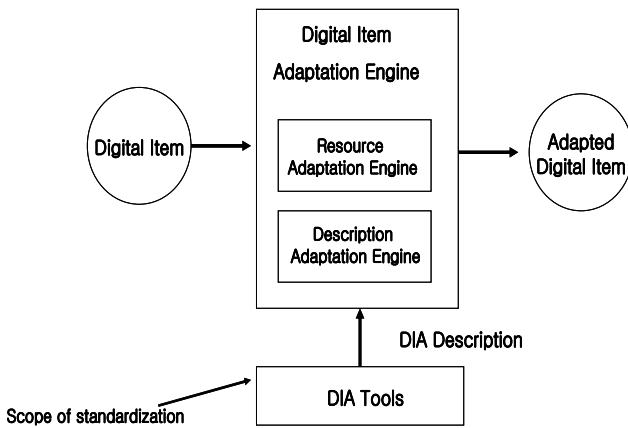 Digital Item
Adaptation Engine
Digital Item
Resource
Adaptation Engine
Adapted
Digital Item
Description
Adaptation Engine
DIA Description
DIA Tools
Scope of standardization